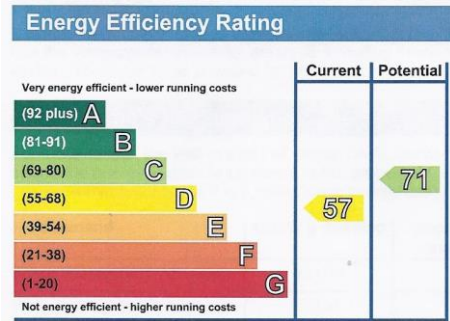 Energy Efficiency Rating
Current Potential
Very energy efficient - lower running costs
(92 plus) A
(81-91) B
(69-80) C
71
(55-68) D
57
(39-54) E
(21-38) F
(1-20) G
Not energy efficient - higher running costs